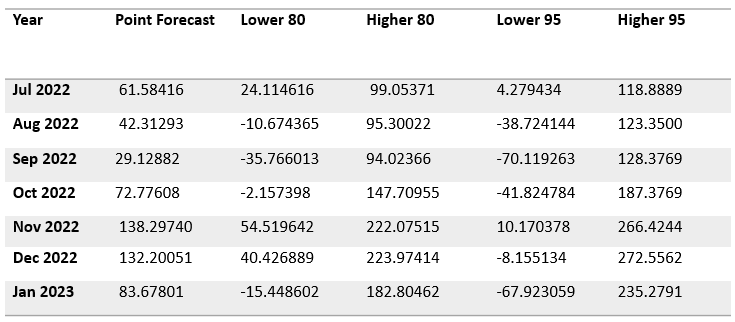 Year Point Forecast Lower 80 Higher 80 Lower 95 Higher 95
Jul 2022 61.58416 24.114616 99.05371 4.279434 118.8889
Aug 2022 42.31293 -10.674365 95.30022 -38.724144 123.3500
Sep 2022 29.12882 -35.766013 94.02366 -70.119263 128.3769
Oct 2022 72.77608 -2.157398 147.70955 -41.824784 187.3769
Nov 2022 138.29740 54.519642 222.07515 10.170378 266.4244
Dec 2022 132.20051 40.426889 223.97414 -8.155134 272.5562
Jan 2023 83.67801 -15.448602 182.80462 -67.923059 235.2791